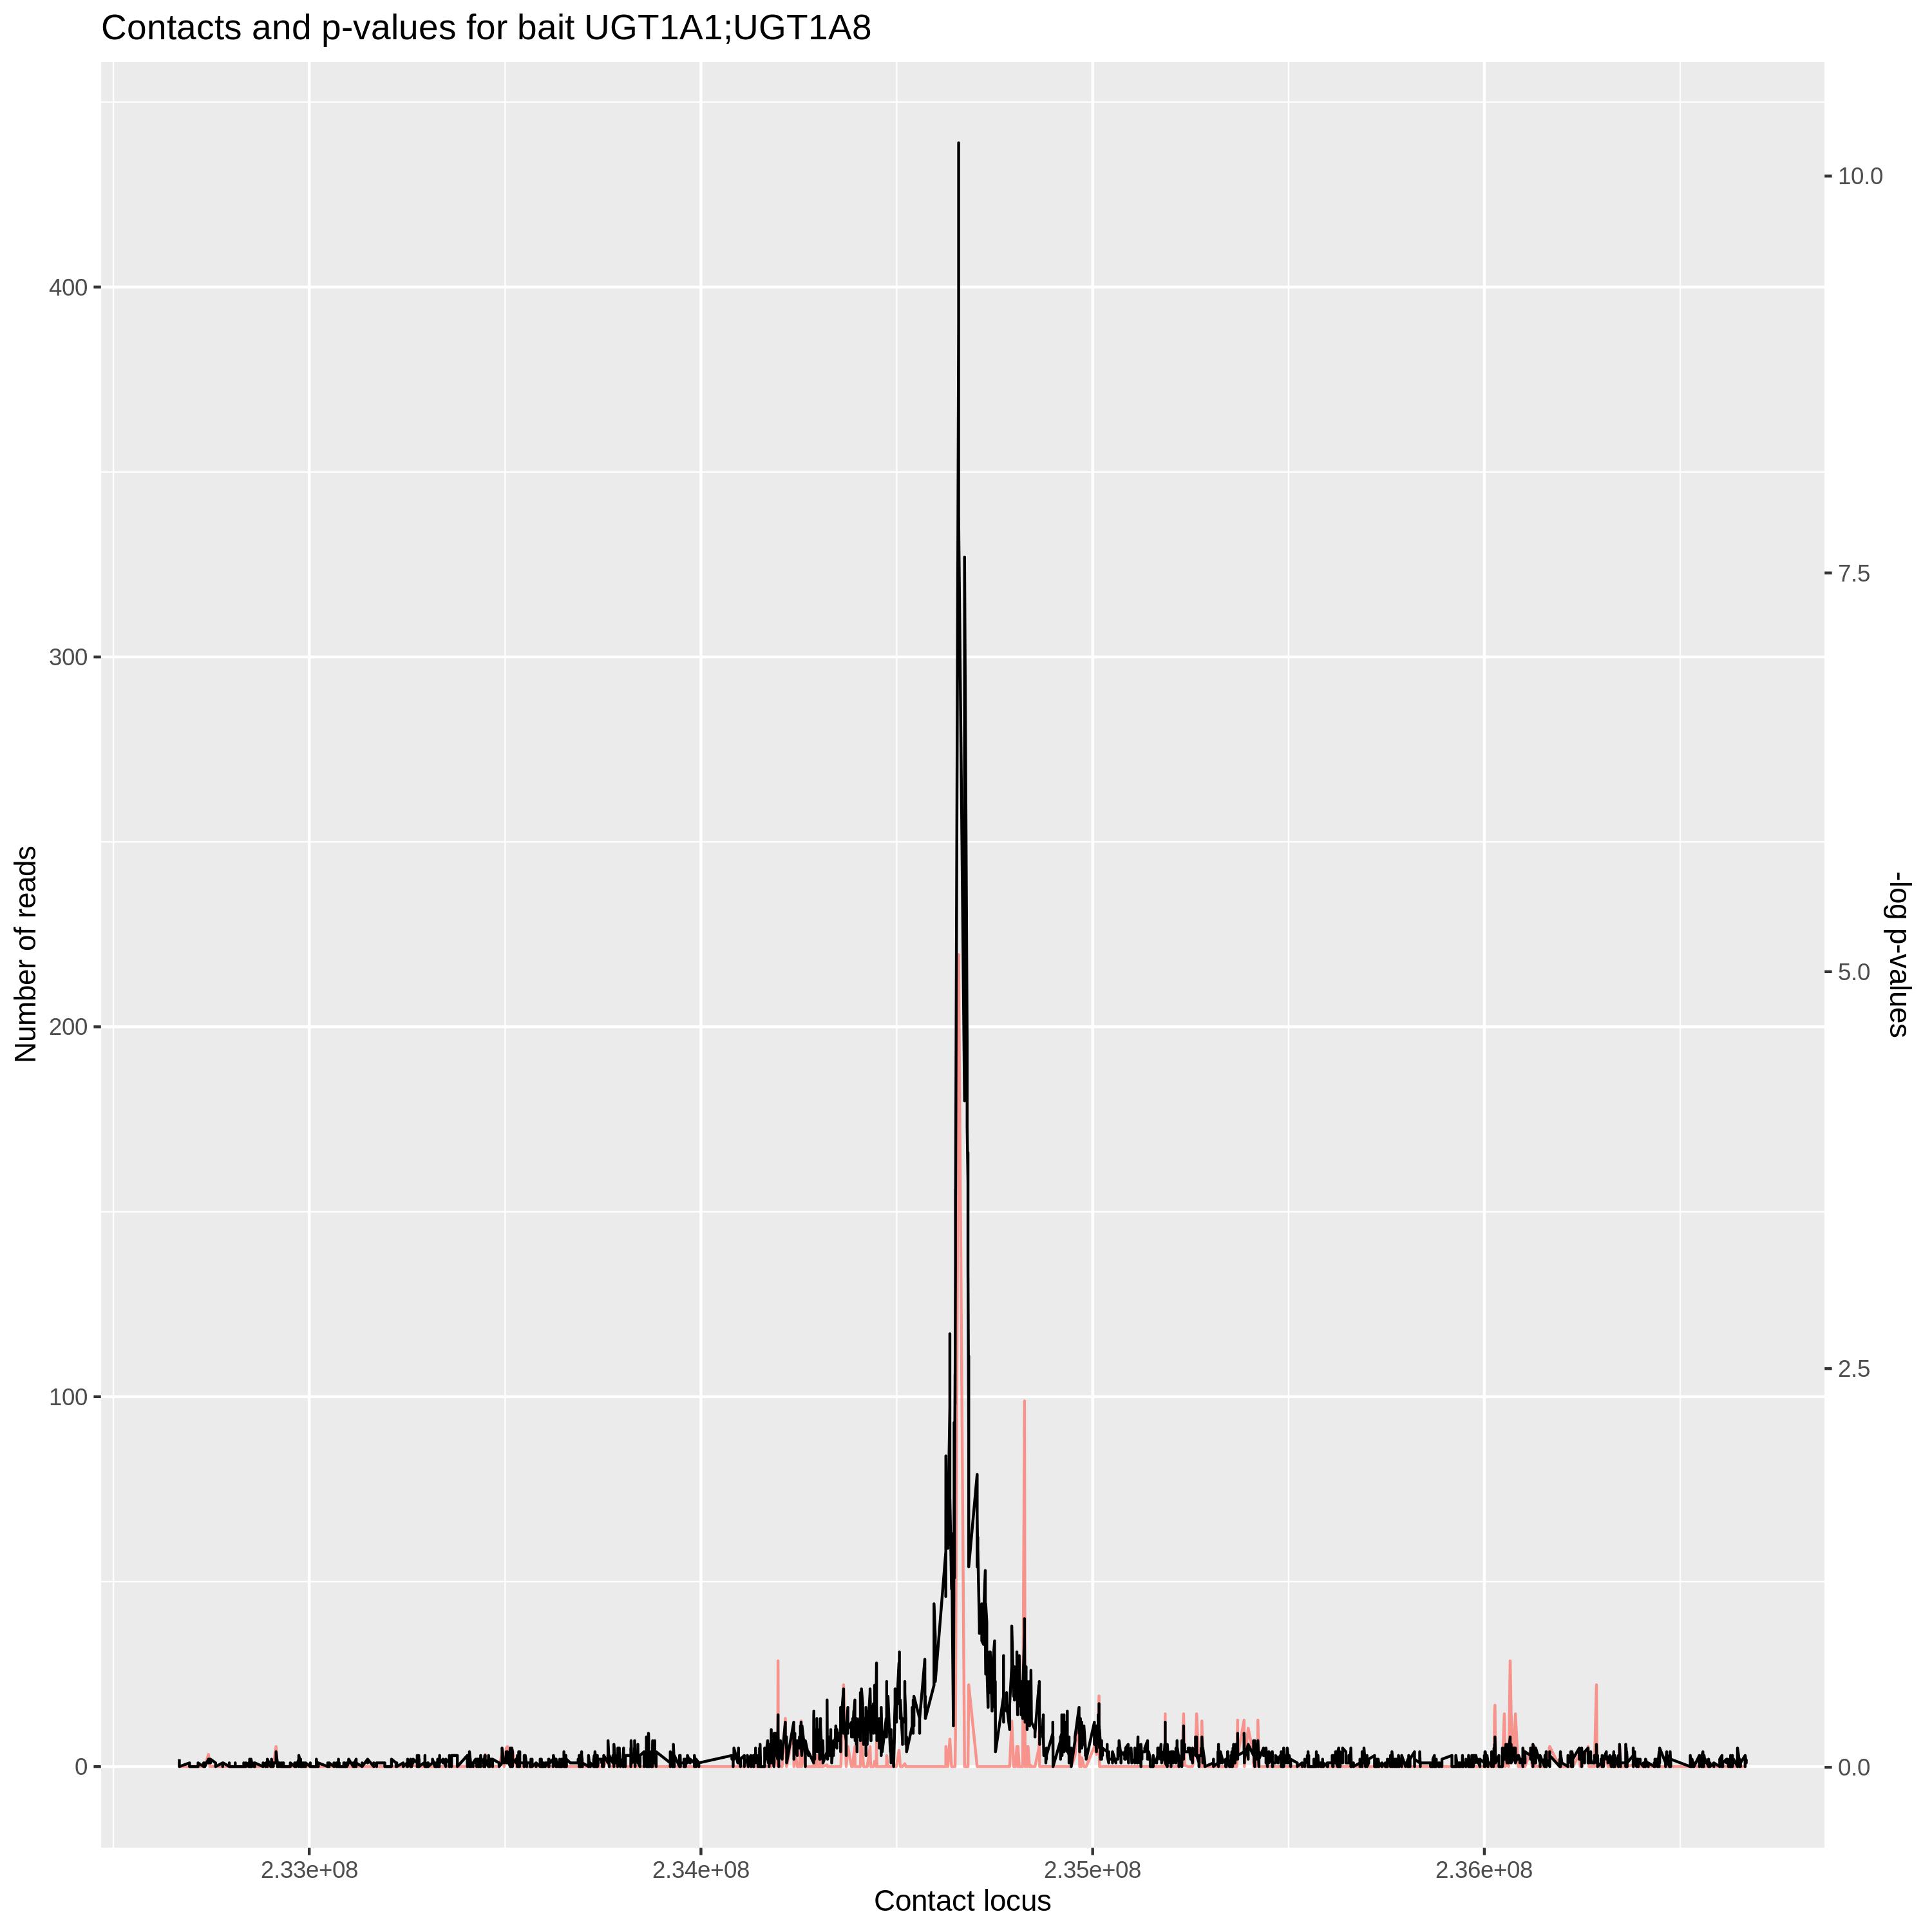 Contacts and p-values for bait UGT1A1;UGT1A8
400
300
200
100
0
Number of reads
10.0
7.5
5.0
2.5
0.0
-log p-values
2.33e+08
2.34e+08
2.35e+08
2.36e+08
Contact locus